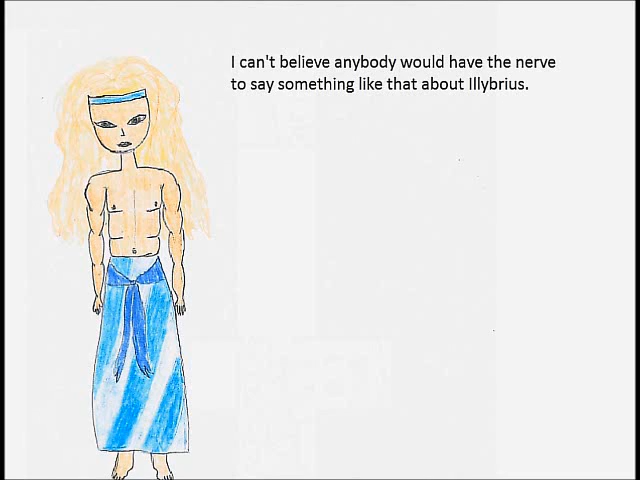 I can't believe anybody would have the nerve
to say something like that about Illybrius.